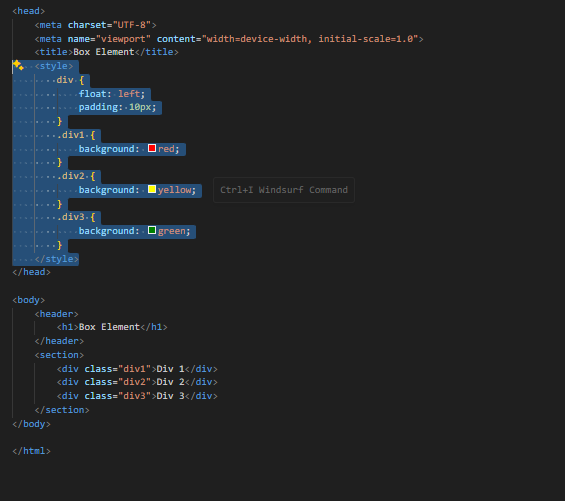 <head>
    <meta charset="UTF-8">
    <meta name="viewport" content="width=device-width, initial-scale=1.0">
    <title>Box Element</title>
    <style>
        div {
            float: left;
            padding: 10px;
        }
        .div1 {
            background: red;
        }
        .div2 {
            background: yellow; Ctrl+I Windsurf Command
        }
        .div3 {
            background: green;
        }
    </style>
</head>

<body>
    <header>
        <h1>Box Element</h1>
    </header>
    <section>
        <div class="div1">Div 1</div>
        <div class="div2">Div 2</div>
        <div class="div3">Div 3</div>
    </section>
</body>

</html>